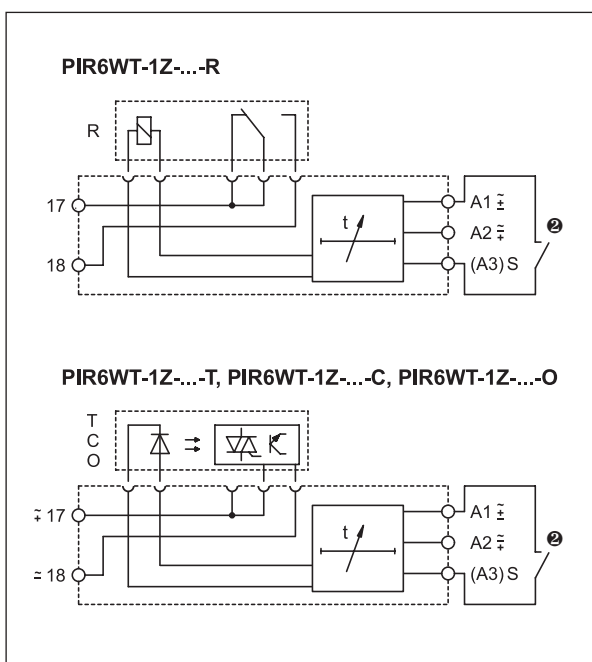 PIR6WT-1Z-...-R
R
17
t
A1 ≂
A2 ≂
❷
18
(A3) S
PIR6WT-1Z-...-T, PIR6WT-1Z-...-C, PIR6WT-1Z-...-O
T
C
O
17
t
A1
A2
❷
18
(A3) S